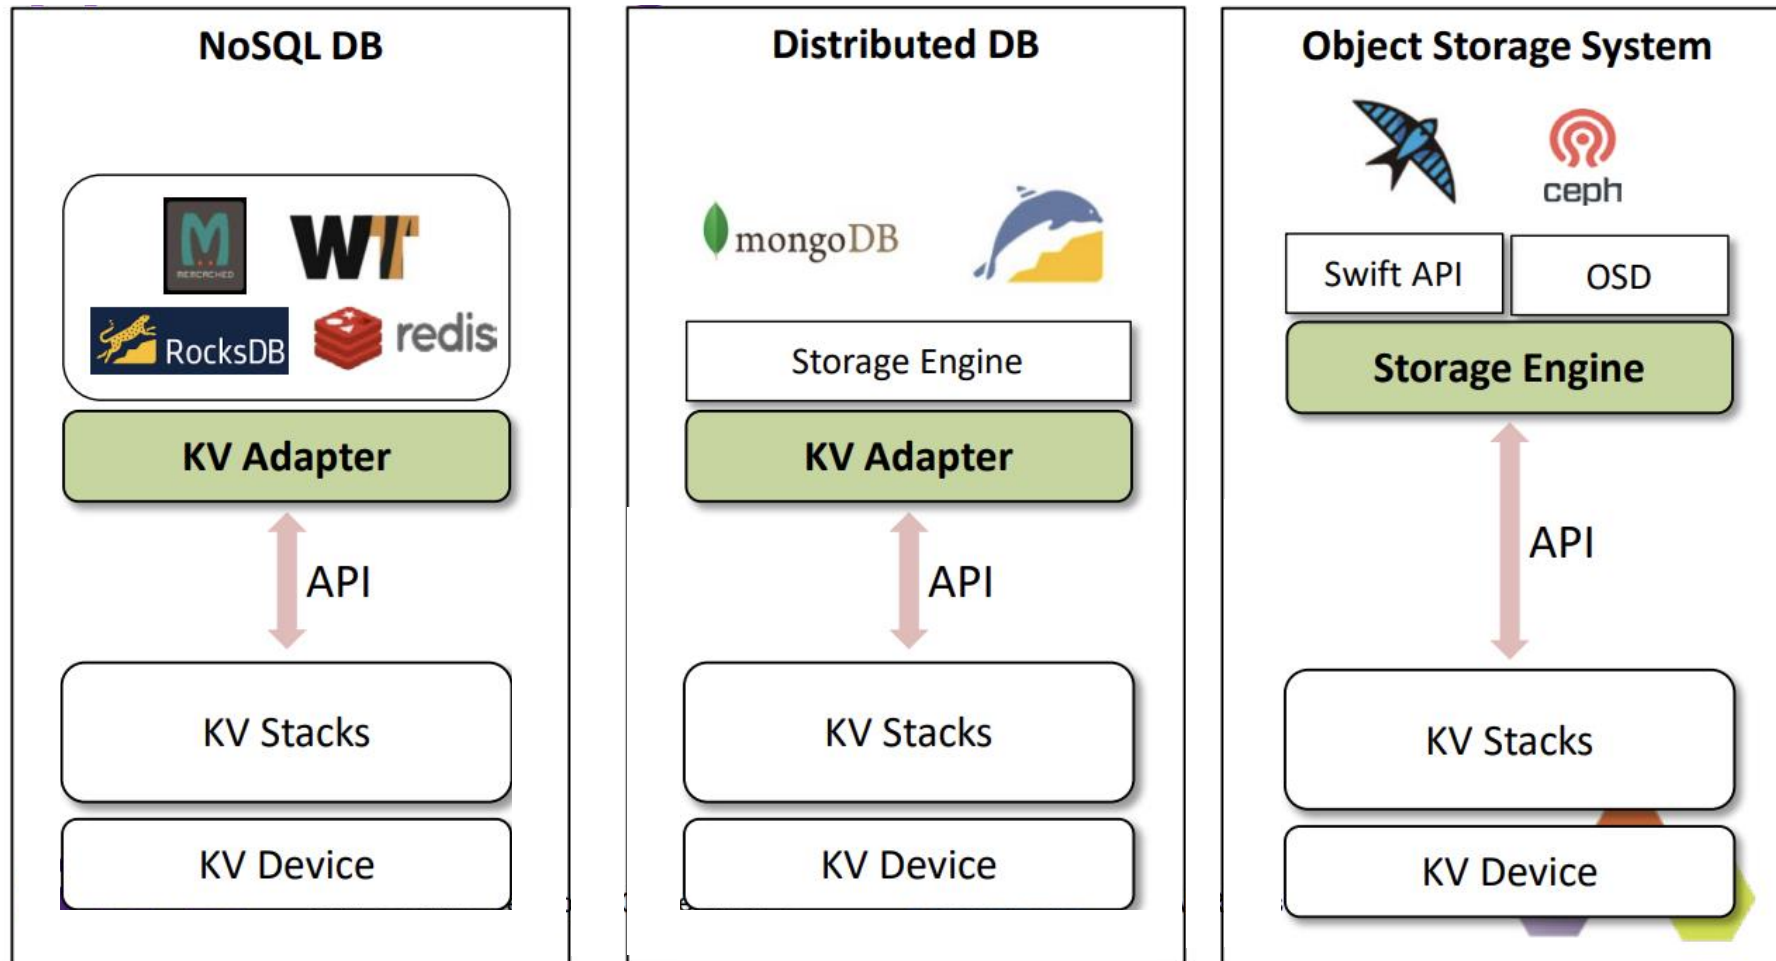 NoSQL DB
MEMCACHED
WT
RocksDB
redis
KV Adapter
API
KV Stacks
KV Device
Distributed DB
mongoDB
Storage Engine
KV Adapter
API
KV Stacks
KV Device
Object Storage System
ceph
Swift API
OSD
Storage Engine
API
KV Stacks
KV Device